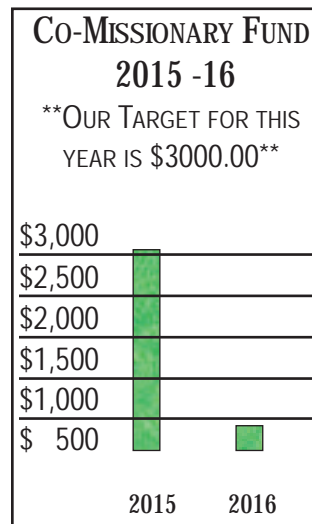 CO-MISSIONARY FUND
2015 -16
**OUR TARGET FOR THIS
YEAR IS $3000.00**
$3,000
$2,500
$2,000
$1,500
$1,000
$ 500
2015 2016